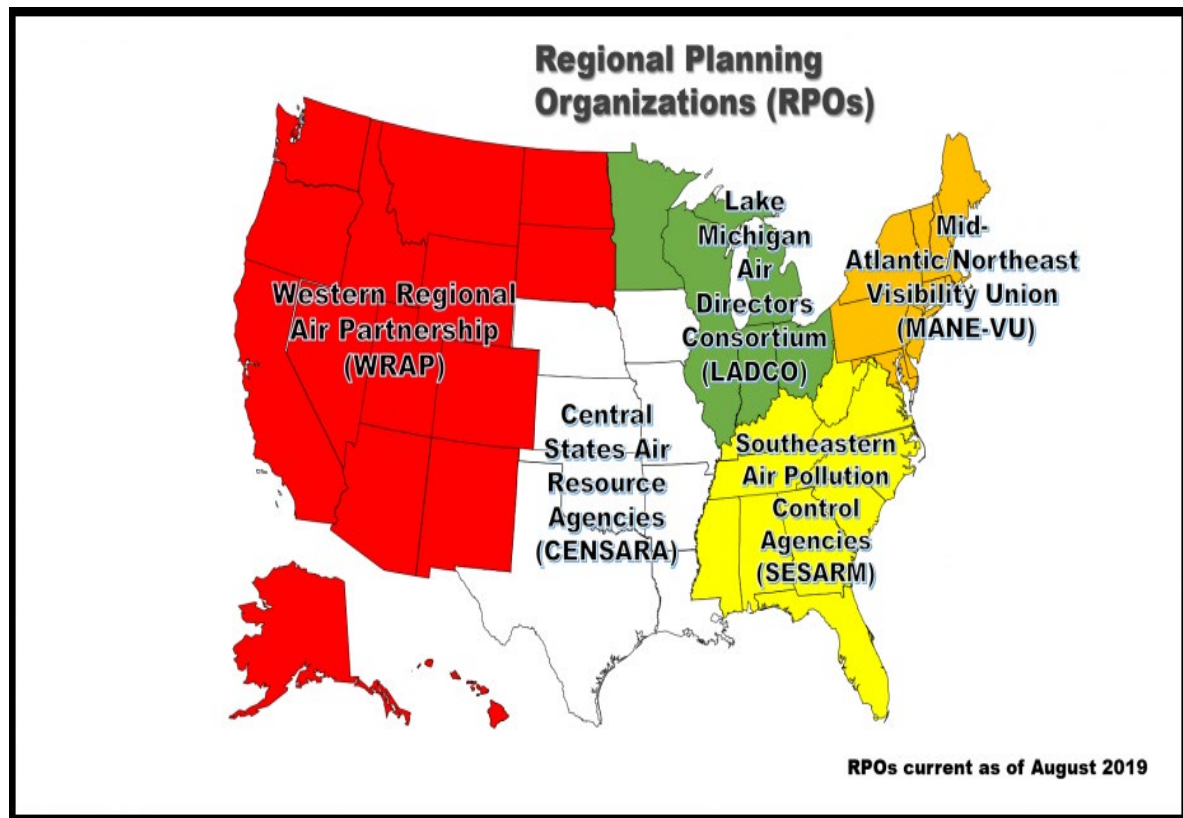 Regional Planning
Organizations (RPOs)
Western Regional
Air Partnership
(WRAP)
Lake
Michigan
Air
Directors
Consortium
(LADCO)
Mid-
Atlantic/Northeast
Visibility Union
(MANE-VU)
Central
States Air
Resource
Agencies
(CENSARA)
Southeastern
Air Pollution
Control
Agencies
(SESARM)
RPOs current as of August 2019